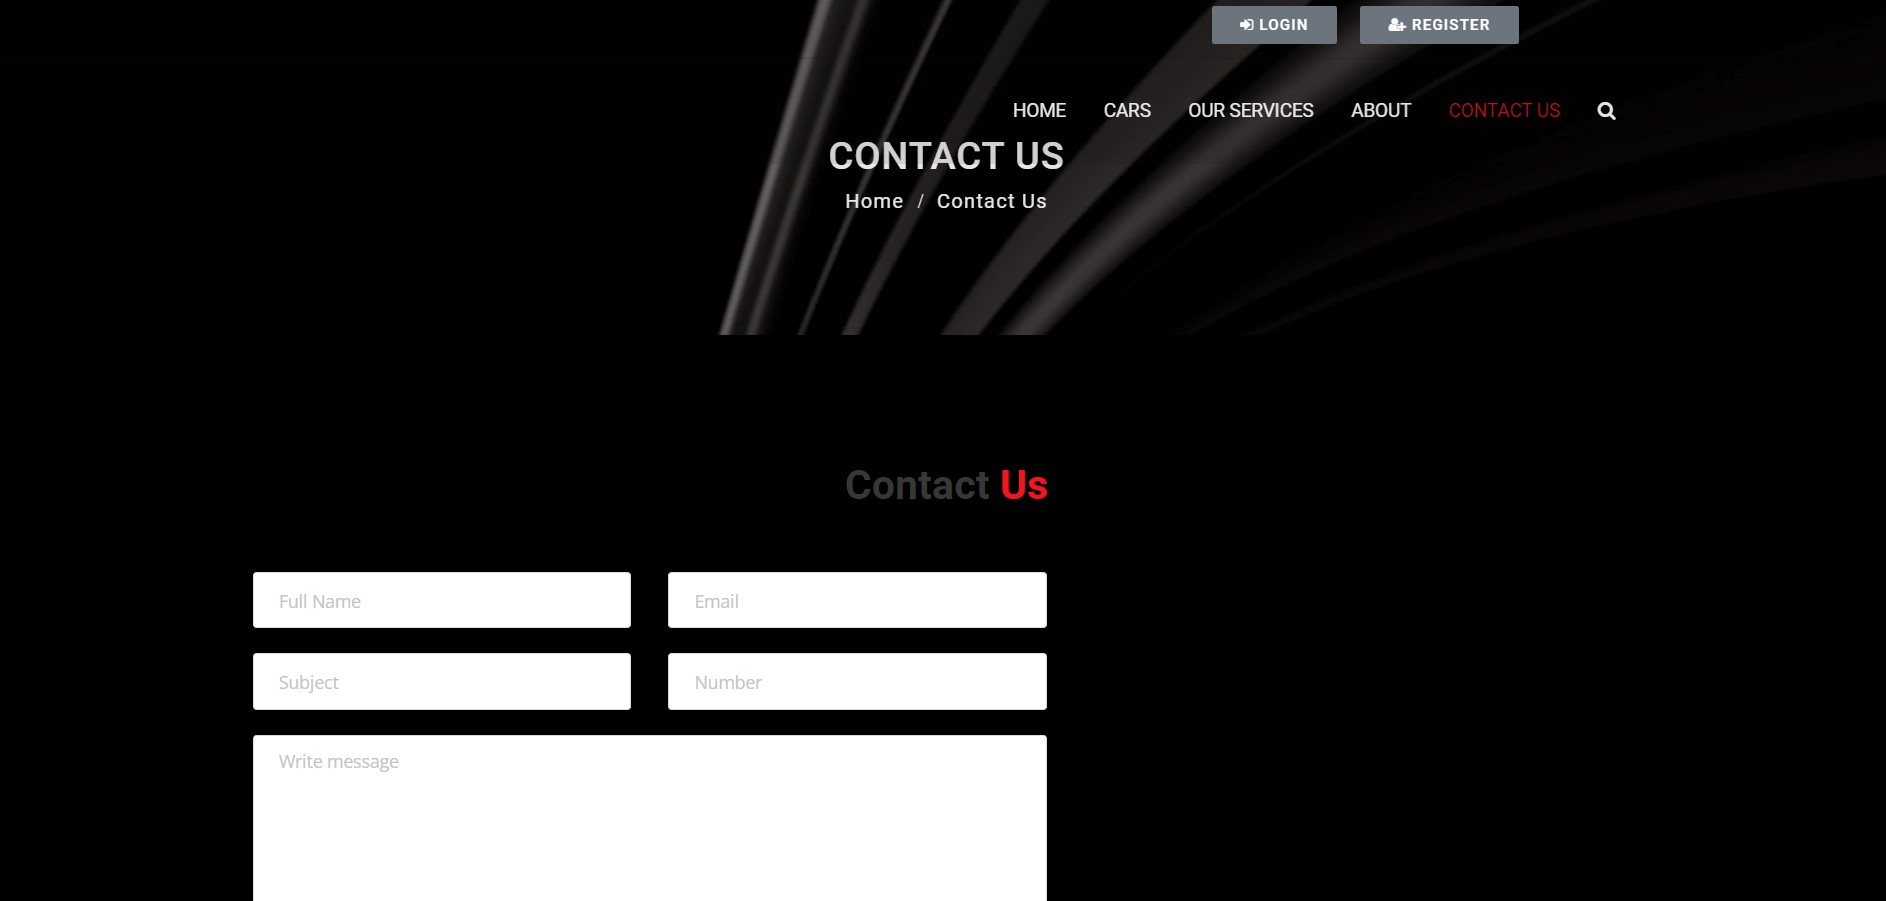 LOGIN REGISTER
HOME CARS OUR SERVICES ABOUT CONTACT US
CONTACT US
Home / Contact Us
Contact Us
Full Name Email
Subject Number
Write message